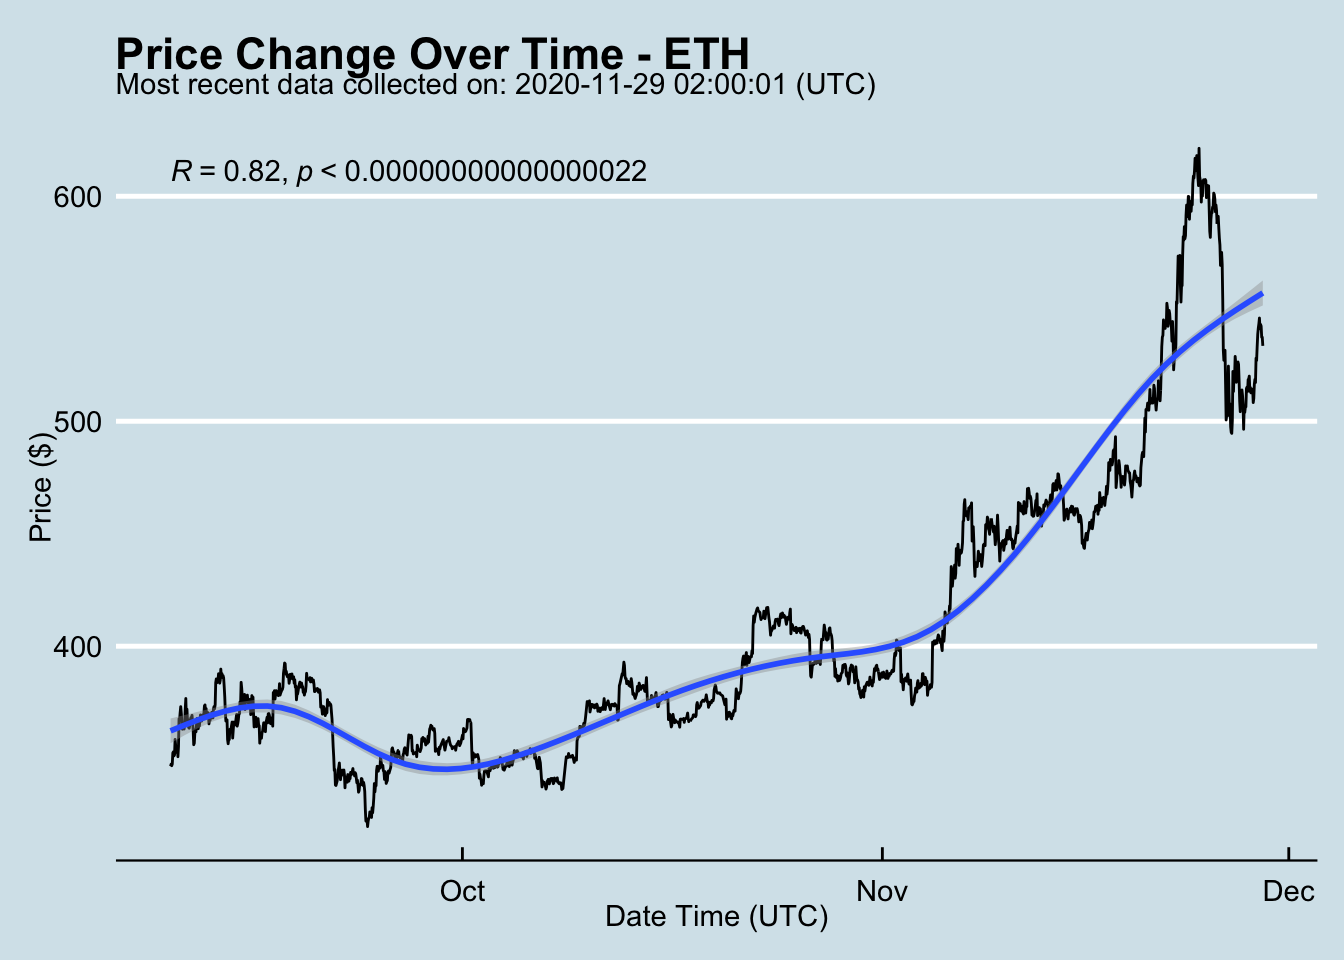 Price Change Over Time - ETH
Most recent data collected on: 2020-11-29 02:00:01 (UTC)
R = 0.82, p < 0.00000000000000022
600
500
400
Price ($)
Oct Nov Dec
Date Time (UTC)